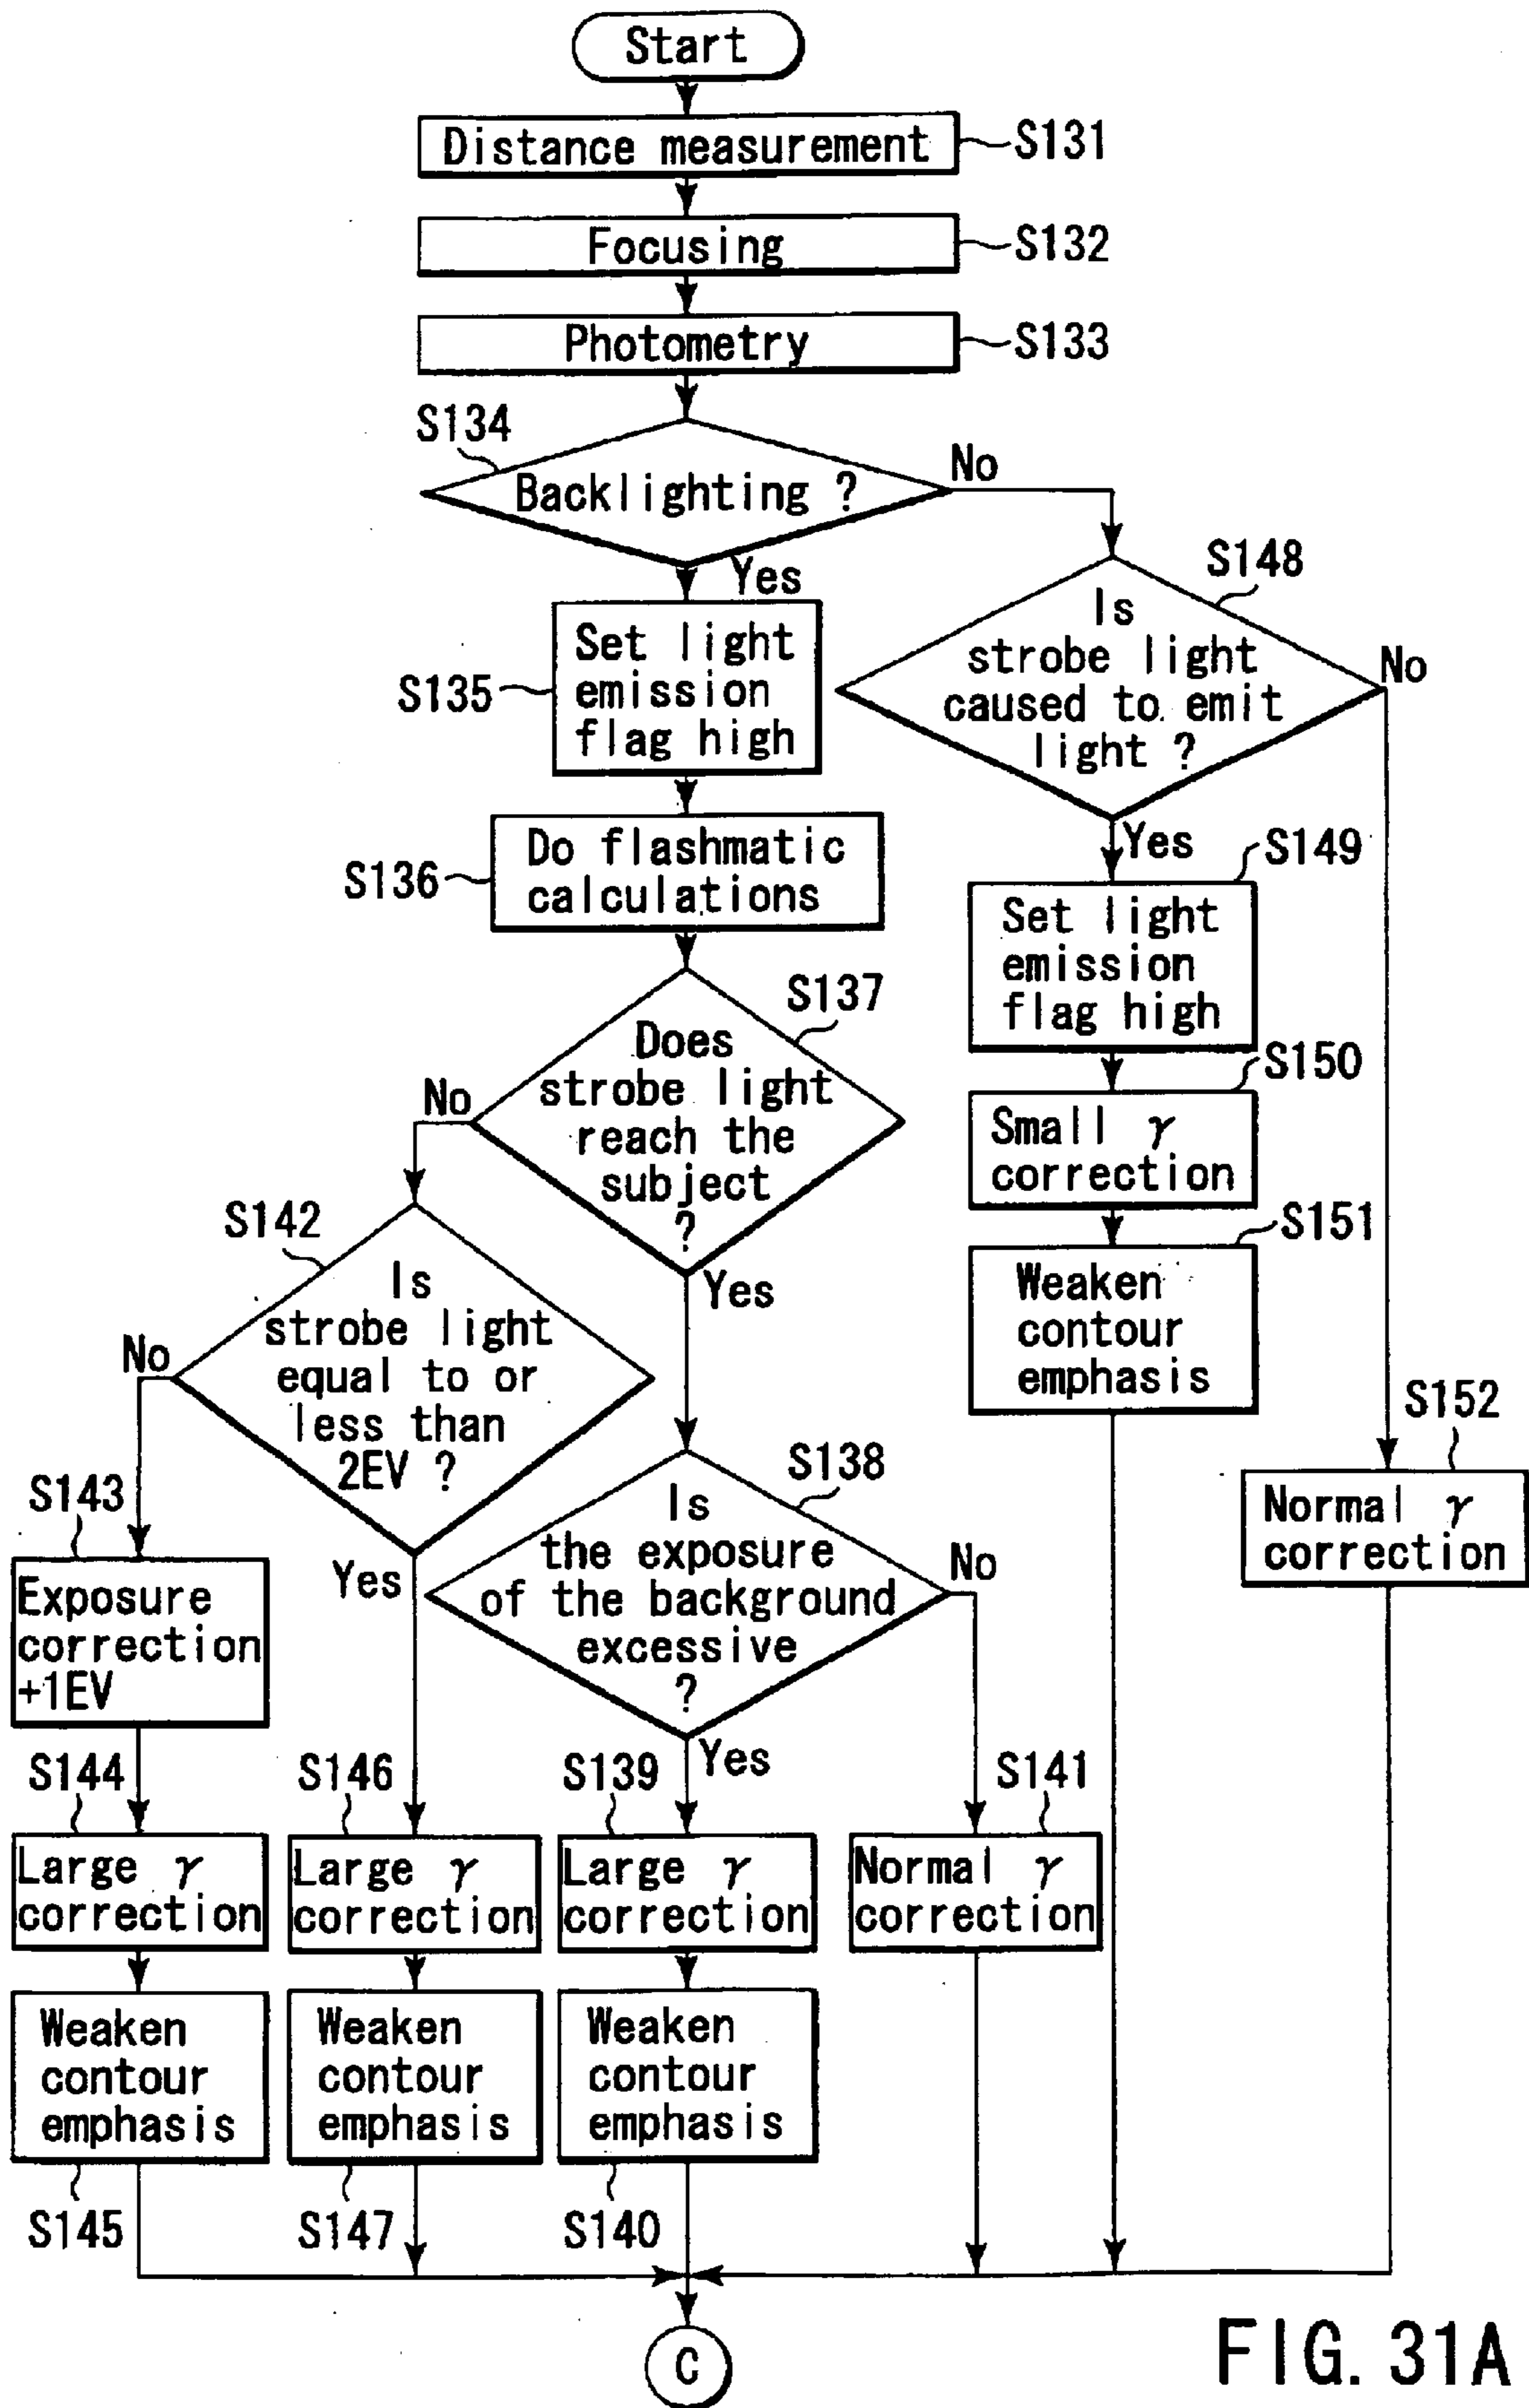 Start
Distance measurement
S131
Focusing
S132
Photometry
S133
S134
Backlighting ?
No
Yes
S135
Set light
emission
flag high
S148
Is
strobe light
caused to emit
light ?
No
Yes
S136
Do flashmatic
calculations
S149
Set light
emission
flag high
S137
Does
strobe light
reach the
subject
?
No
Yes
S150
Small γ
correction
S151
Weaken
contour
emphasis
S142
Is
strobe light
equal to or
less than
2EV ?
No
Yes
S152
Normal γ
correction
S138
Is
the exposure
of the background
excessive
?
No
Yes
S143
Exposure
correction
+1EV
S144
Large γ
correction
S146
Large γ
correction
S139
Large γ
correction
S141
Normal γ
correction
Weaken
contour
emphasis
S145
Weaken
contour
emphasis
S147
Weaken
contour
emphasis
S140
C
FIG. 31A